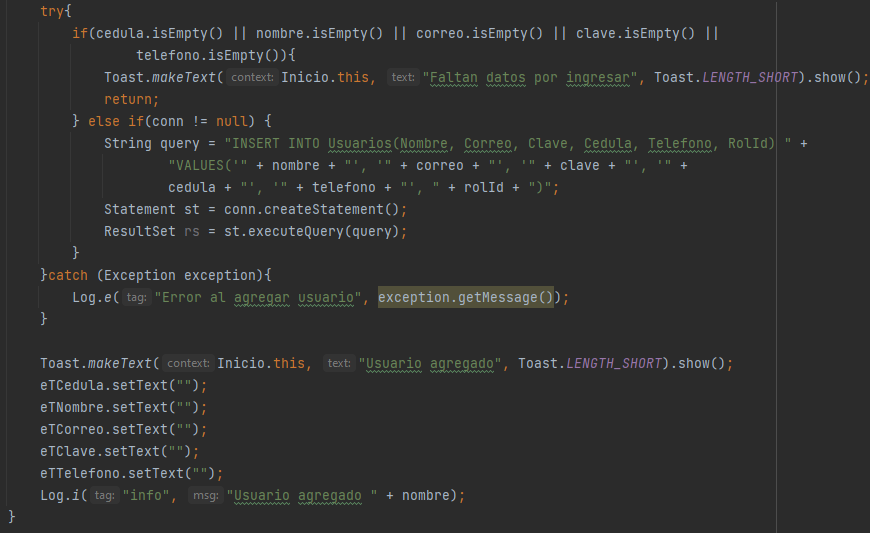 try{
if(cedula.isEmpty() || nombre.isEmpty() || correo.isEmpty() || clave.isEmpty() ||
telefono.isEmpty()){
Toast.makeText( context: Inicio.this, text: "Faltan datos por ingresar", Toast.LENGTH_SHORT).show();
return;
} else if(conn != null) {
String query = "INSERT INTO Usuarios(Nombre, Correo, Clave, Cedula, Telefono, RolId) " +
"VALUES('" + nombre + "', '" + correo + "', '" + clave + "', '" +
cedula + "', '" + telefono + "', " + rolId + ")";
Statement st = conn.createStatement();
ResultSet rs = st.executeQuery(query);
}
}catch (Exception exception){
Log.e( tag: "Error al agregar usuario", exception.getMessage());
}
Toast.makeText( context: Inicio.this, text: "Usuario agregado", Toast.LENGTH_SHORT).show();
eTCedula.setText("");
eTNombre.setText("");
eTCorreo.setText("");
eTClave.setText("");
eTTelefono.setText("");
Log.i( tag: "info", msg: "Usuario agregado " + nombre);
}